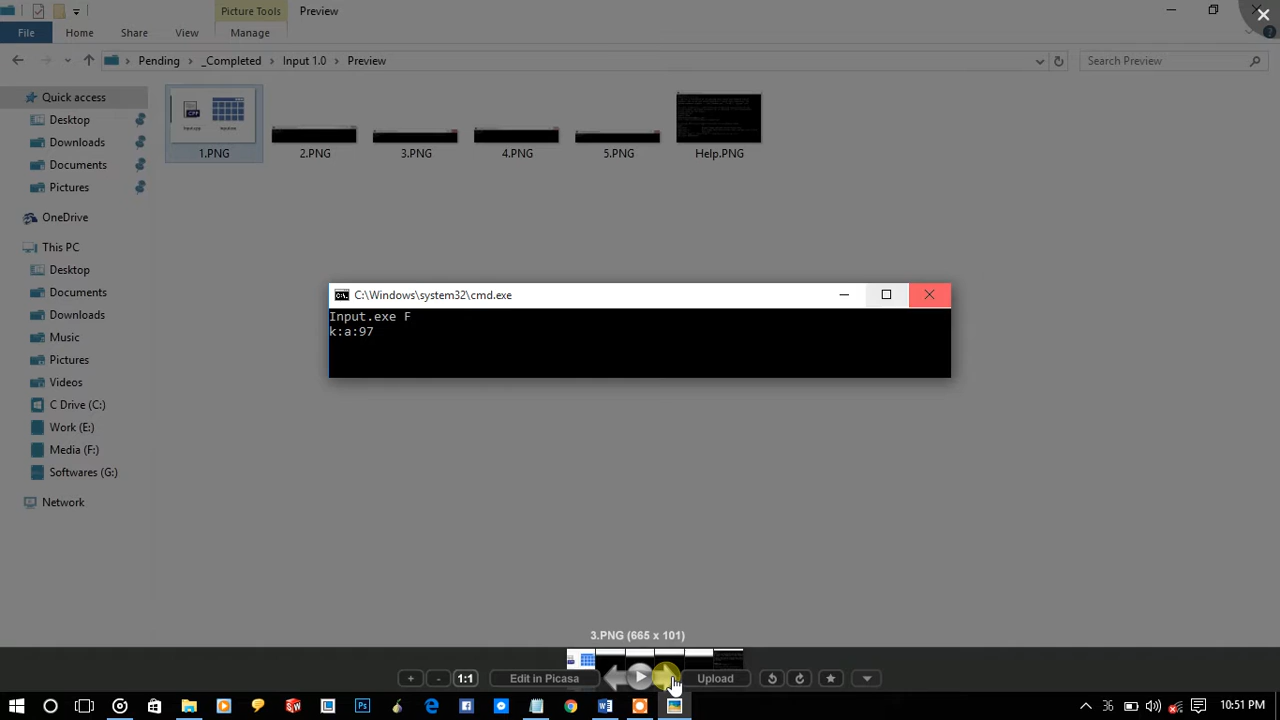 Picture Tools Preview
File Home Share View Manage
Pending _Completed Input 1.0 Preview Search Preview
Quick access
Desktop
Downloads
Documents
Pictures
OneDrive
This PC
Desktop
Documents
Downloads
Music
Pictures
Videos
C Drive (C:)
Work (E:)
Media (F:)
Softwares (G:)
Network
1.PNG 2.PNG 3.PNG 4.PNG 5.PNG Help.PNG
C:\Windows\system32\cmd.exe
Input.exe F
k:a:97
3.PNG (665 x 101)
+ - 1:1 Edit in Picasa Upload
10:51 PM